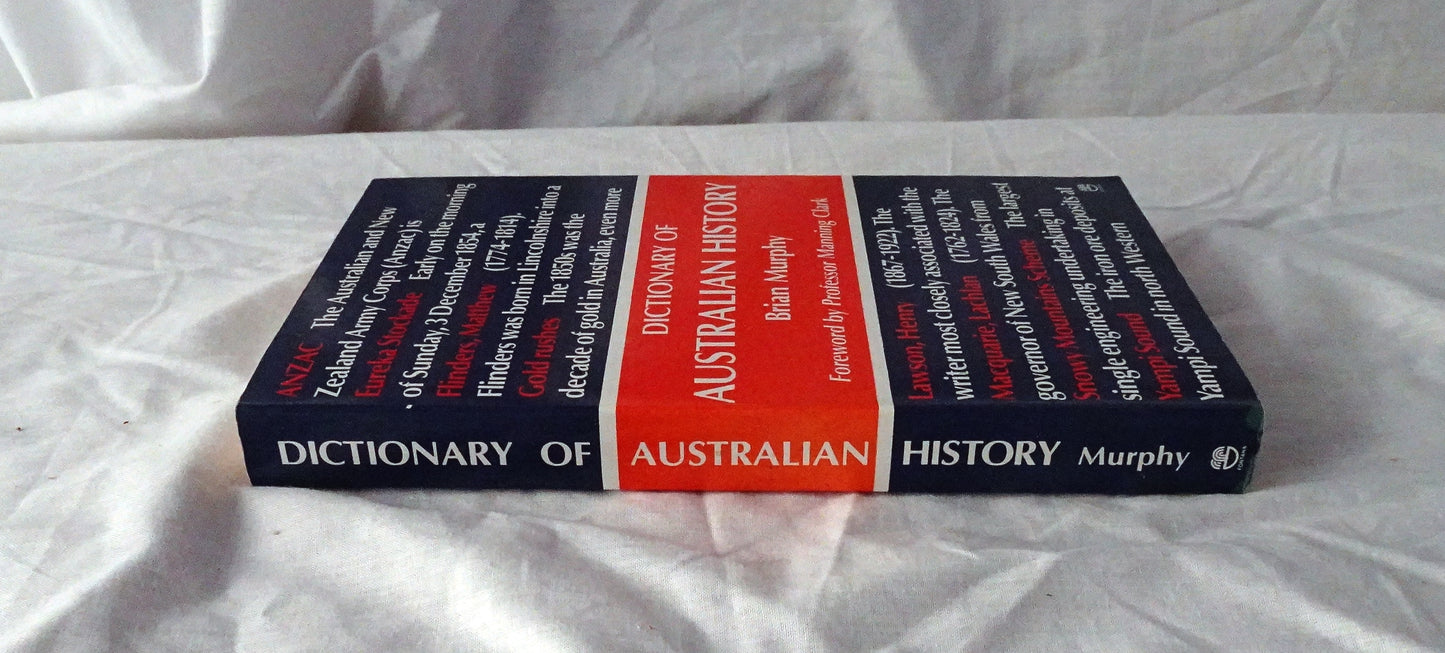 ANZAC The Australian and New
Zealand Army Corps (Anzac) is
Eureka Stockade Early on the morning
of Sunday, 3 December 1854, a
Flinders, Matthew (1774-1814),
Flinders was born in Lincolnshire into a
Gold rushes The 1850s was the
decade of gold in Australia, even more
DICTIONARY OF
AUSTRALIAN HISTORY
Brian Murphy
Foreword by Professor Manning Clark
Lawson, Henry (1867-1922). The
writer most closely associated with the
Macquarie, Lachlan (1762-1824). The
governor of New South Wales from
Snowy Mountains Scheme The largest
single engineering undertaking in
Yampi Sound The iron ore deposits at
Yampi Sound in north Western
DICTIONARY OF AUSTRALIAN HISTORY Murphy
FONTANA